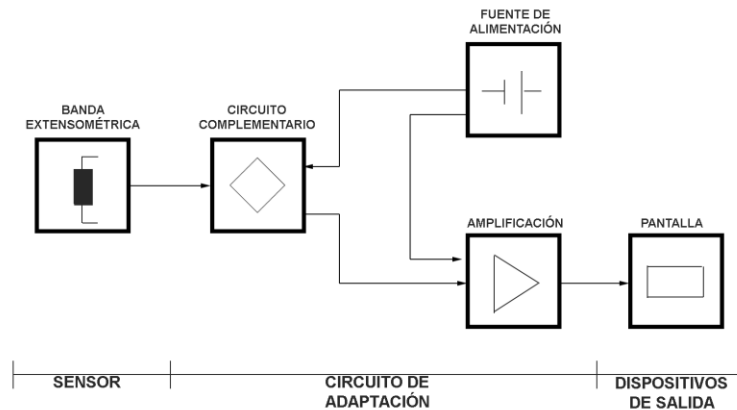 FUENTE DE
ALIMENTACIÓN
BANDA
EXTENSOMÉTRICA
CIRCUITO
COMPLEMENTARIO
AMPLIFICACIÓN
PANTALLA
SENSOR
CIRCUITO DE
ADAPTACIÓN
DISPOSITIVOS
DE SALIDA